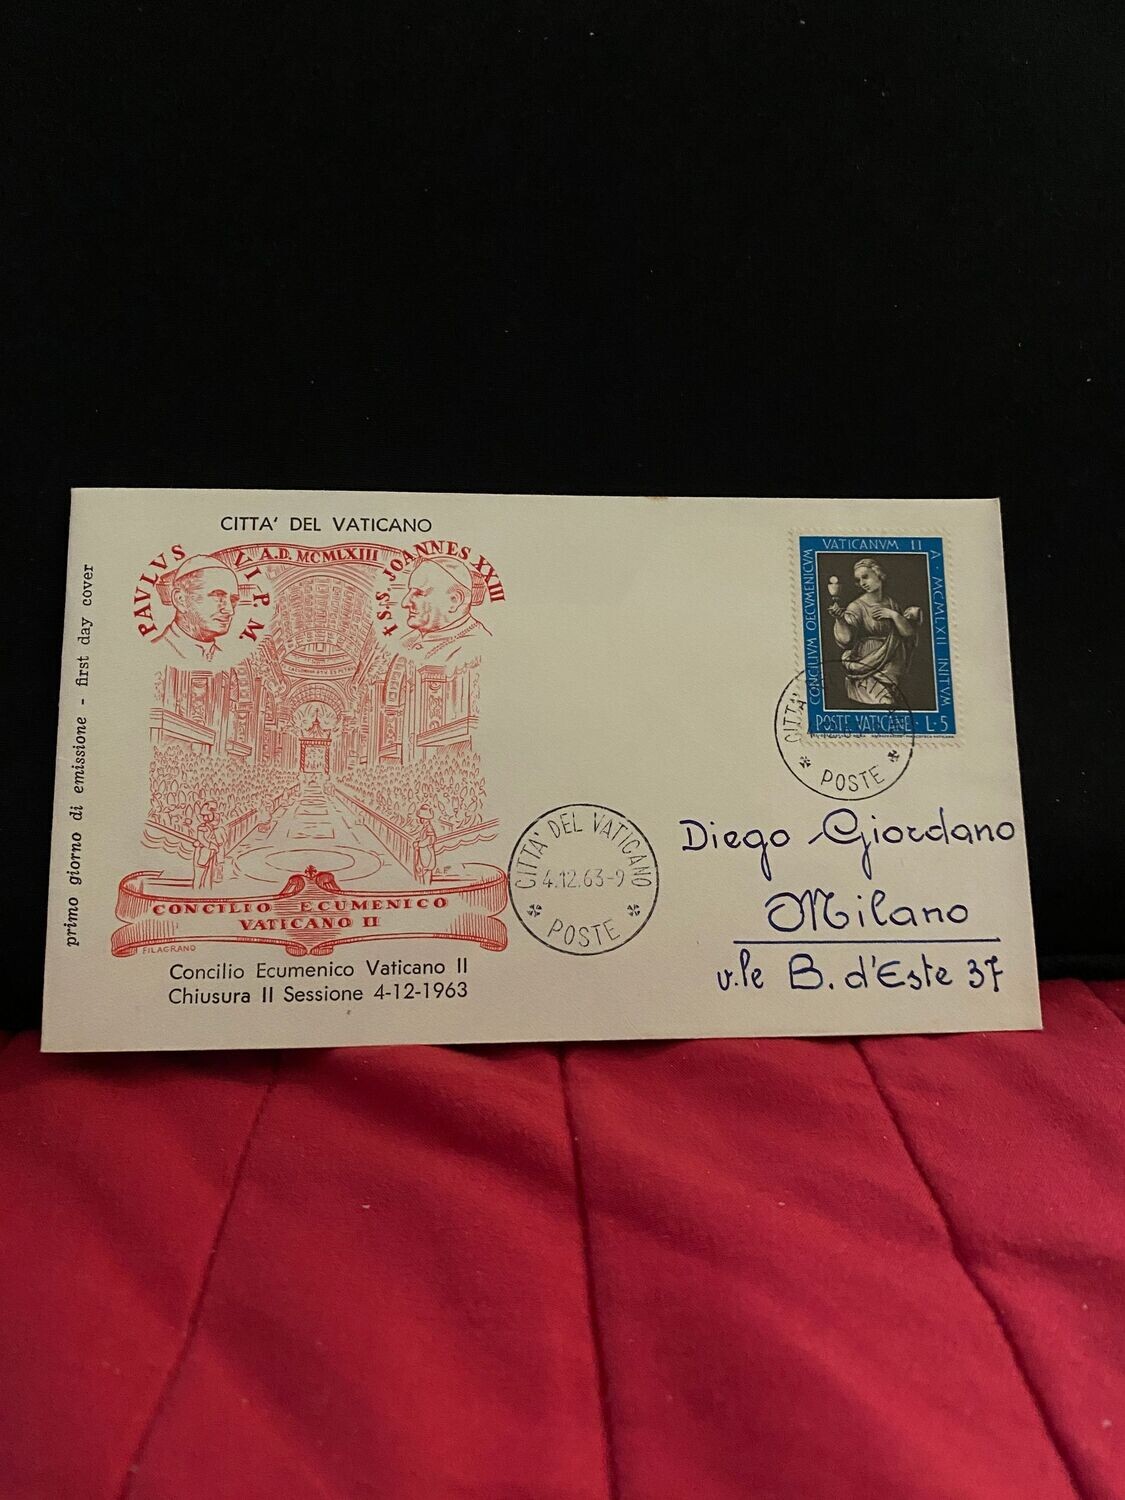 CITTA' DEL VATICANO
PAVLVS VI P. M
A.D. MCMLXIII
† S.S. JOANNES XXIII
primo giorno di emissione - first day cover
CONCILIO ECUMENICO
VATICANO II
FILAGRANO
Concilio Ecumenico Vaticano II
Chiusura II Sessione 4-12-1963
CITTA' DEL VATICANO
4.12.63-9
POSTE
CONCILIVM OECVMENICVM VATICANVM II A · MCMLXII INITVM
POSTE VATICANE · L·5
CITTA'
POSTE
Diego Giordano
Milano
v.le B. d'Este 37